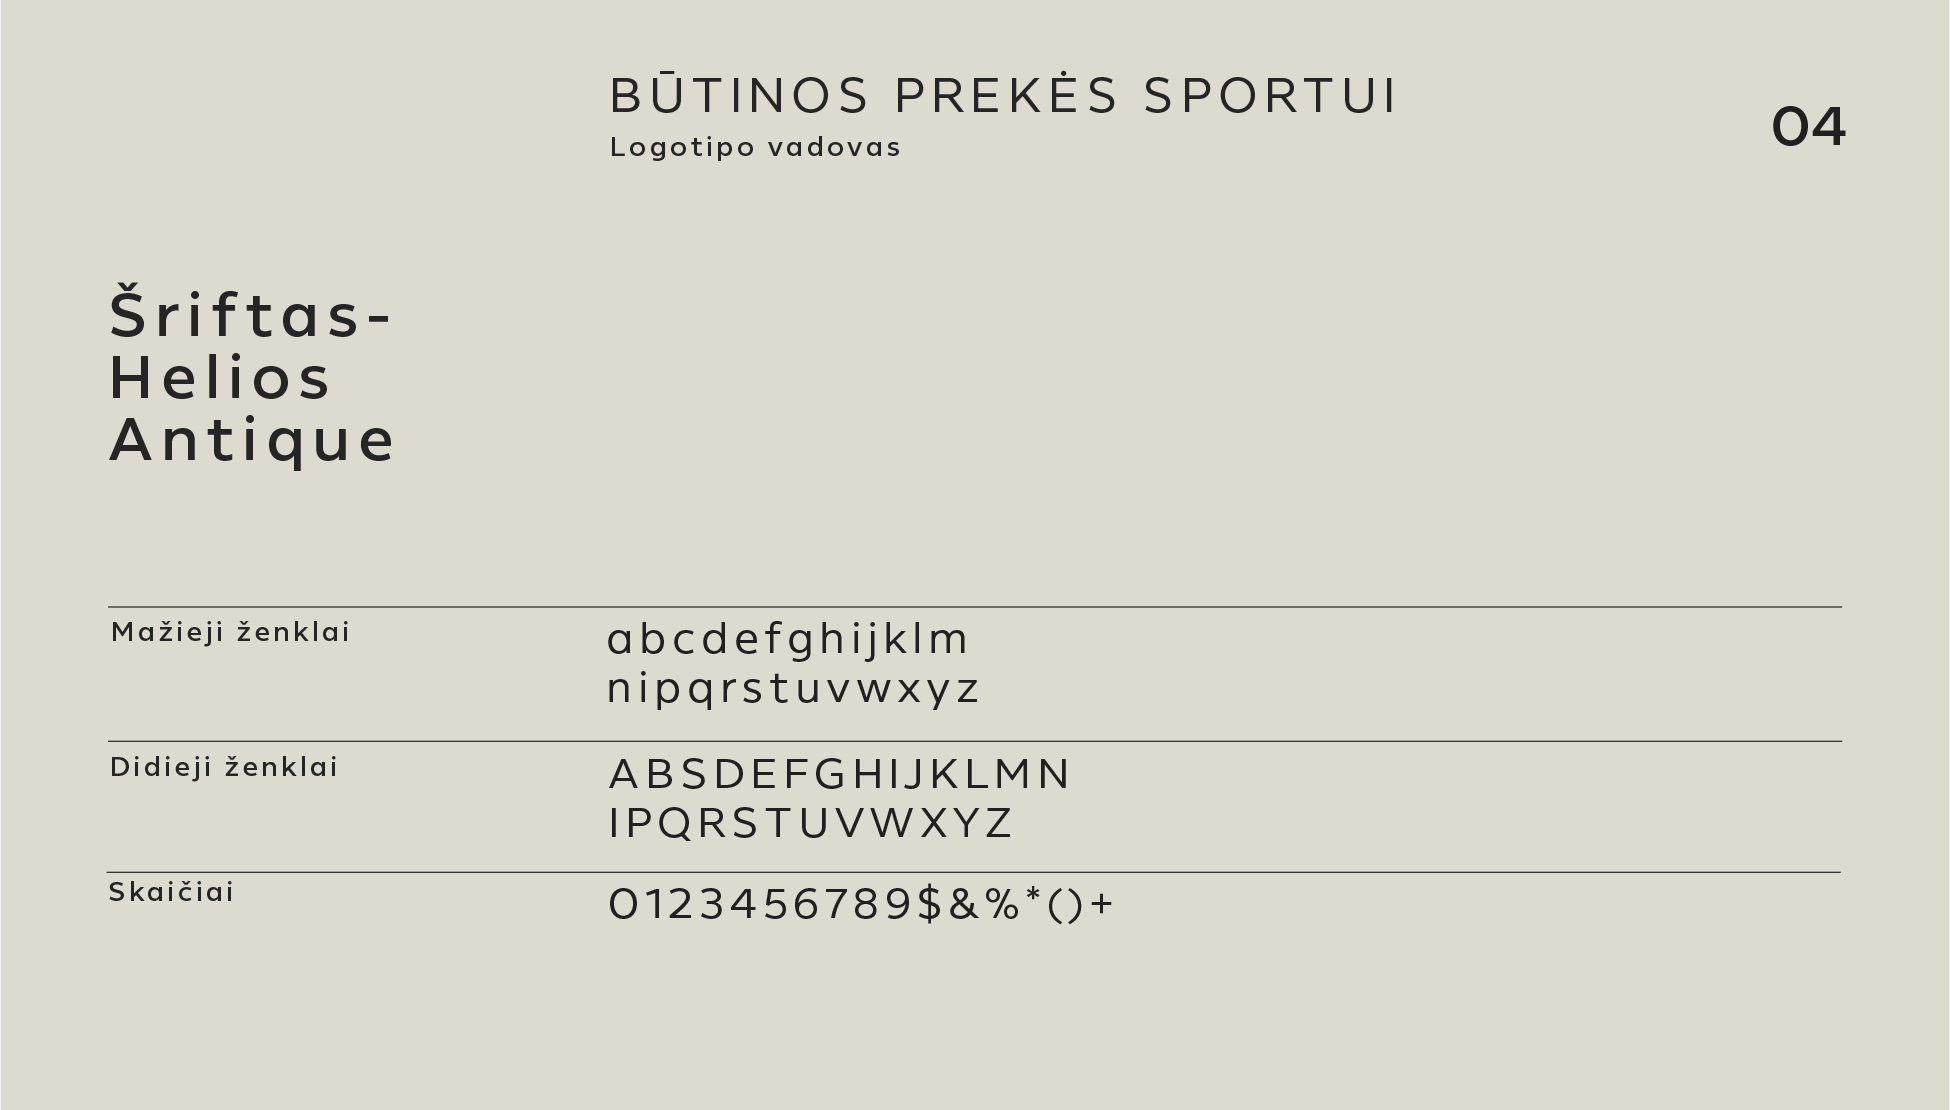 BŪTINOS PREKĖS SPORTUI
Logotipo vadovas
04
Šriftas-
Helios
Antique
Mažieji ženklai
abcdefghijklm
nipqrstuvwxyz
Didieji ženklai
ABSDEFGHIJKLMN
IPQRSTUVWXYZ
Skaičiai
0123456789$&%*()+